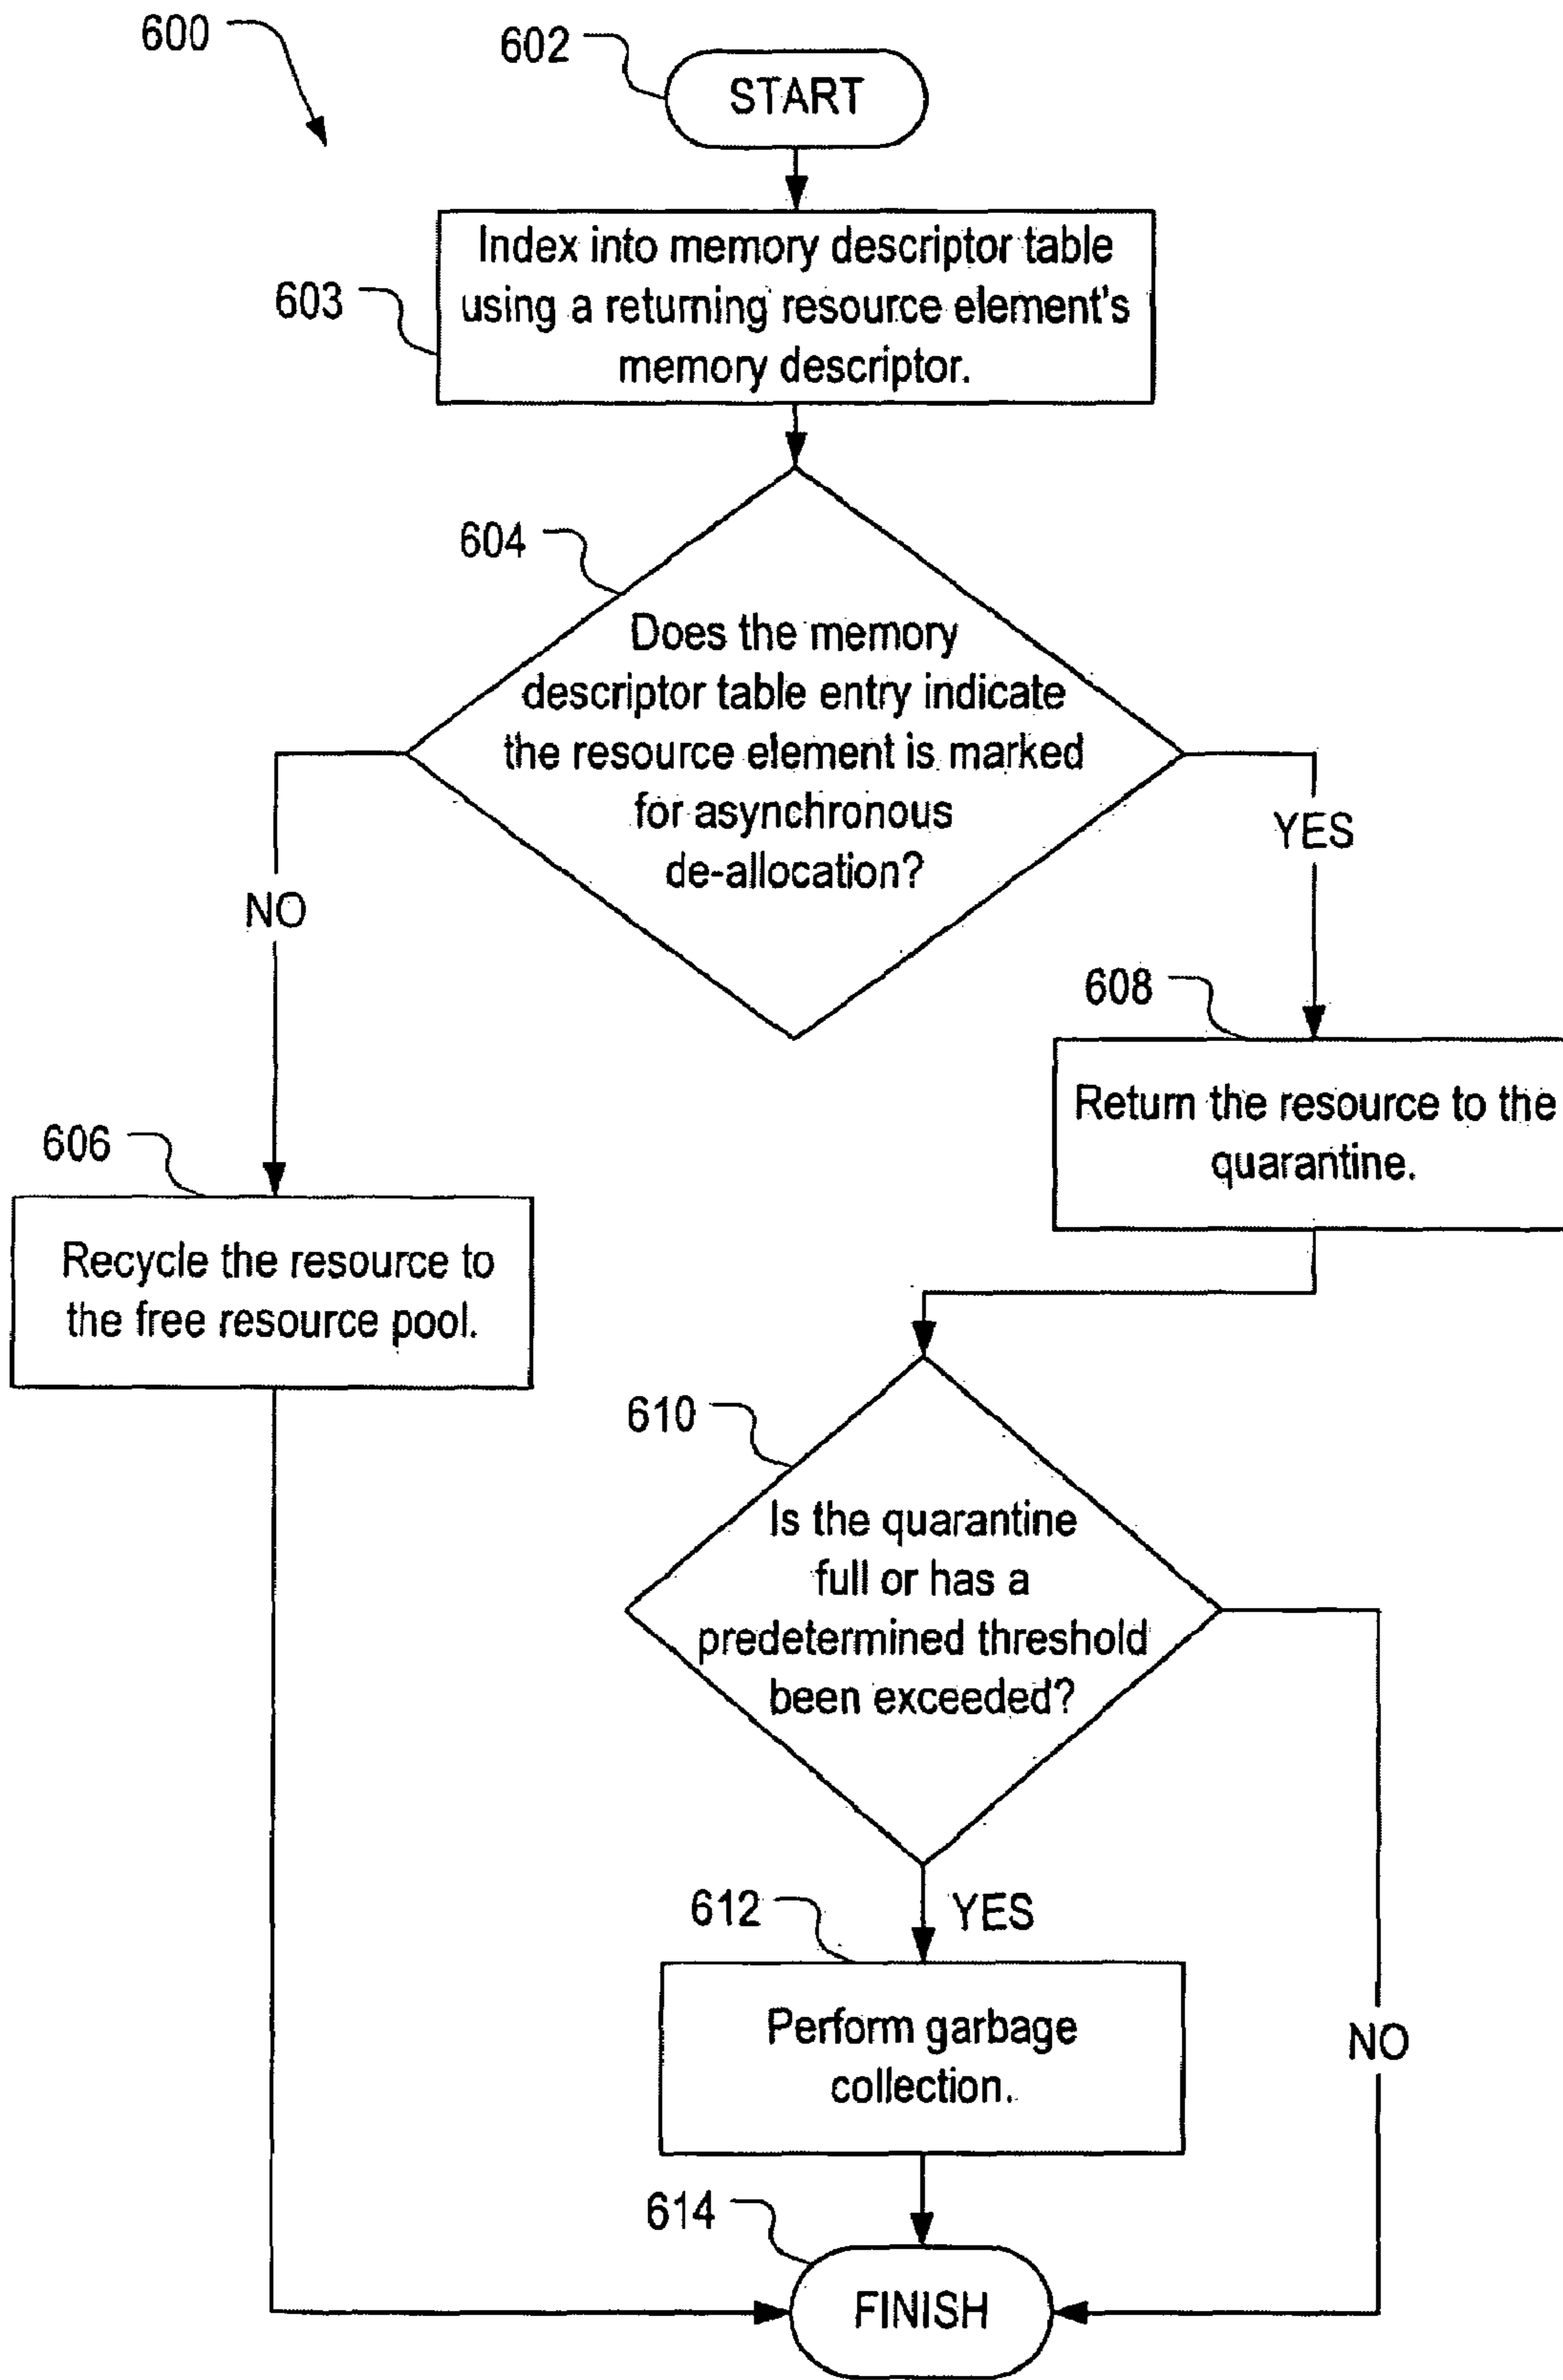 600
602
START
603
Index into memory descriptor table
using a returning resource element's
memory descriptor.
604
Does the memory
descriptor table entry indicate
the resource element is marked
for asynchronous
de-allocation?
NO
YES
606
Recycle the resource to
the free resource pool.
608
Return the resource to the
quarantine.
610
Is the quarantine
full or has a
predetermined threshold
been exceeded?
612
YES
NO
Perform garbage
collection.
614
FINISH